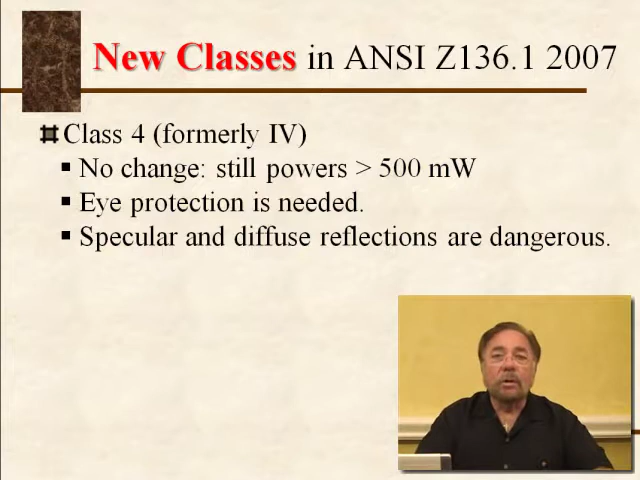 New Classes in ANSI Z136.1 2007
Class 4 (formerly IV)
No change: still powers > 500 mW
Eye protection is needed.
Specular and diffuse reflections are dangerous.